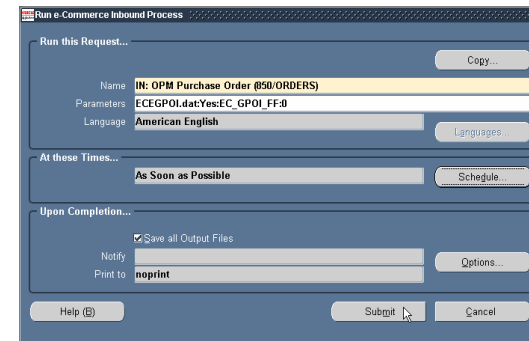 Run e-Commerce Inbound Process
Run this Request...
Copy...
Name IN: OPM Purchase Order (850/ORDERS)
Parameters ECEGPOI.dat:Yes:EC_GPOI_FF:0
Language American English
Languages...
At these Times...
As Soon as Possible
Schedule...
Upon Completion...
Save all Output Files
Notify
Options...
Print to noprint
Help (B)
Submit
Cancel